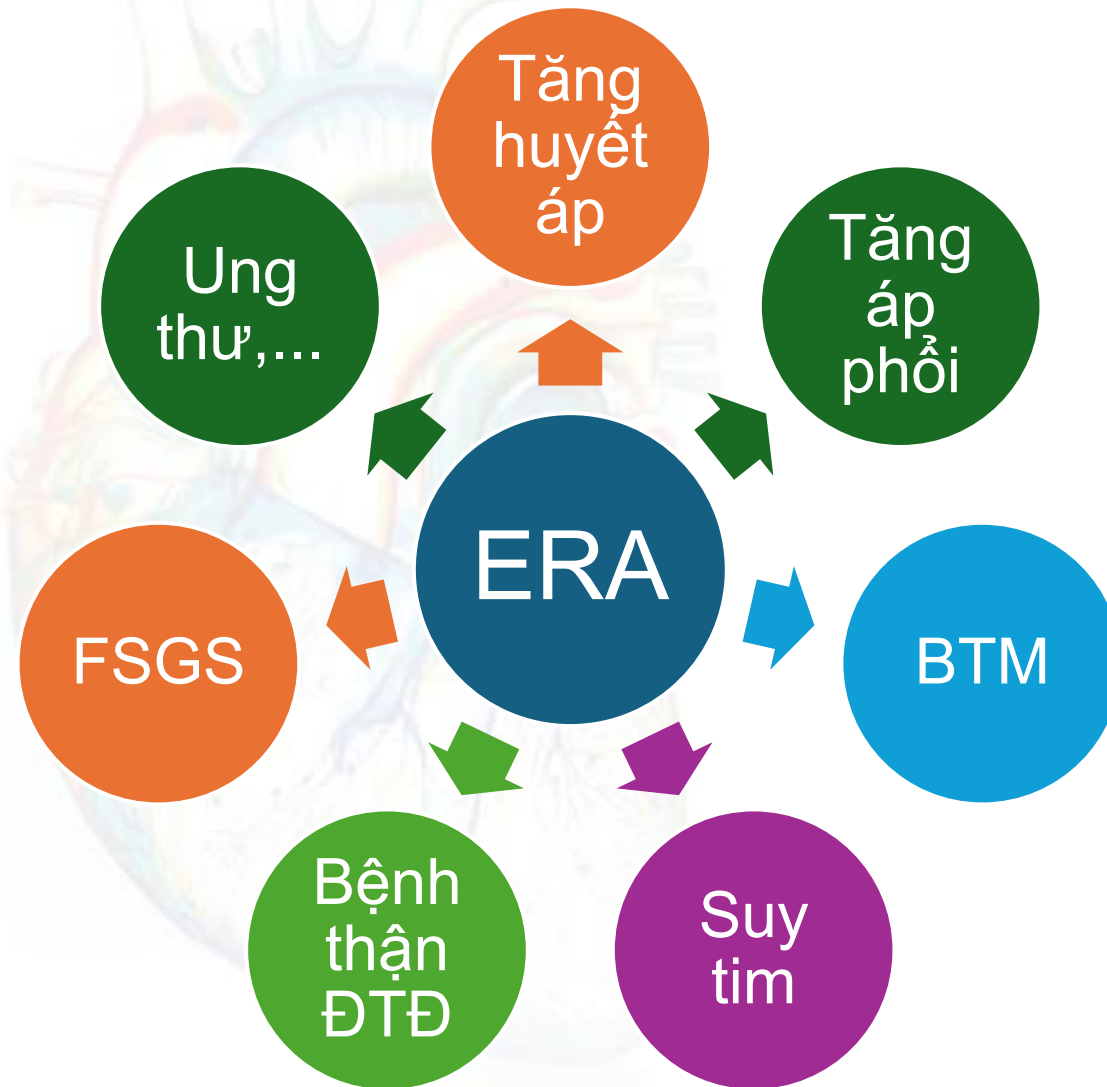 Tăng
huyết
áp
Tăng
áp
phổi
BTM
Suy
tim
Bệnh
thận
ĐTĐ
FSGS
Ung
thư,...
ERA